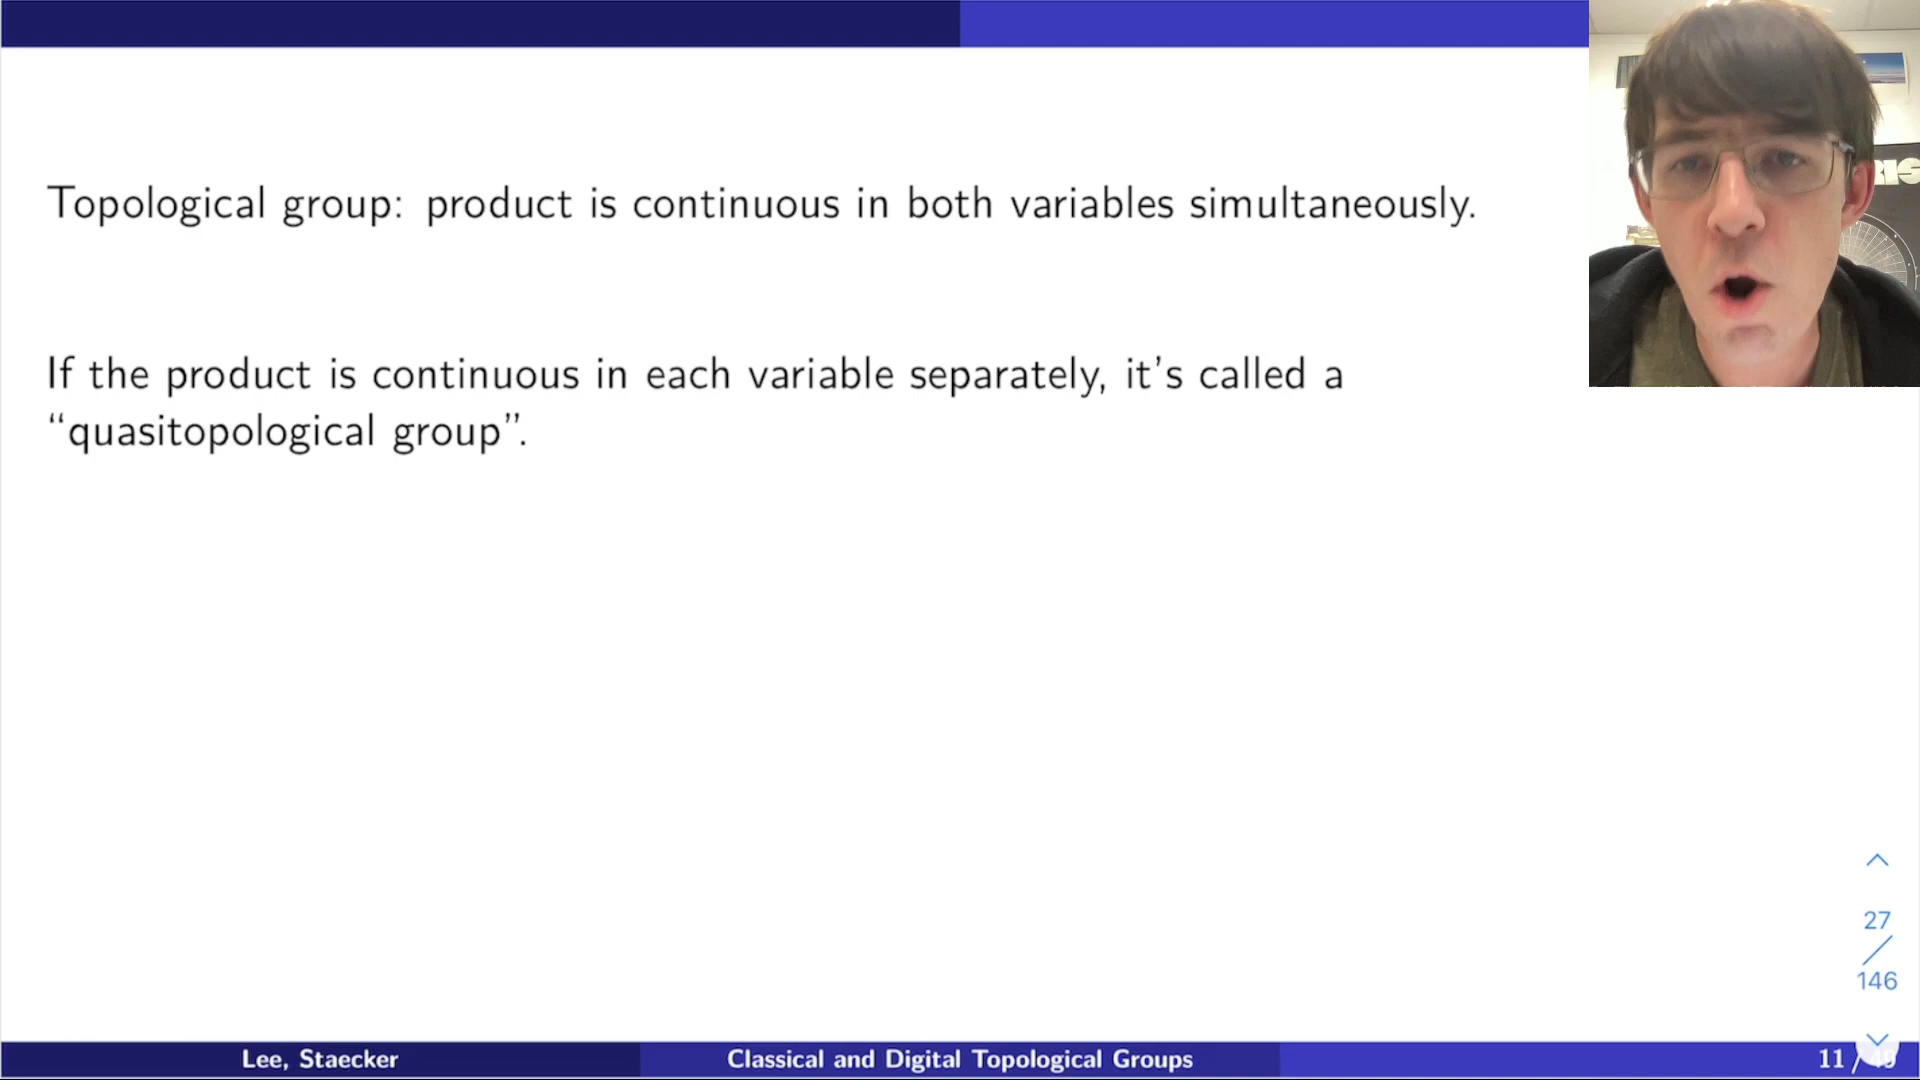 Topological group: product is continuous in both variables simultaneously.
If the product is continuous in each variable separately, it's called a
“quasitopological group”.
27
/
146
Lee, Staecker
Classical and Digital Topological Groups
11 /